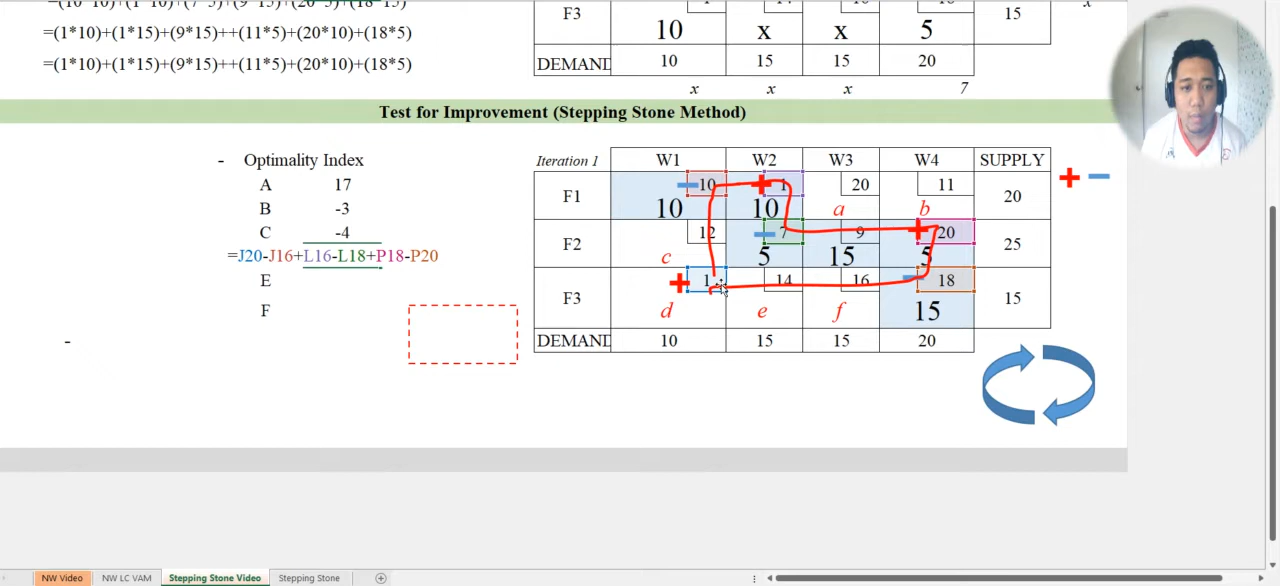 =(1*10)+(1*15)+(9*15)++(11*5)+(20*10)+(18*5)
=(1*10)+(1*15)+(9*15)++(11*5)+(20*10)+(18*5)
F3 10 x x 5 15
DEMAND 10 15 15 20
x x x 7
x
Test for Improvement (Stepping Stone Method)
- Optimality Index
A 17
B -3
C -4
=J20-J16+L16-L18+P18-P20
E
F
-
Iteration 1 W1 W2 W3 W4 SUPPLY
F1 10 10 1 10 20 a 11 b 20
F2 12 c 7 5 9 15 20 5 25
F3 1 d 14 e 16 f 18 15 15
DEMAND 10 15 15 20
+ −
NW Video NW LC VAM Stepping Stone Video Stepping Stone